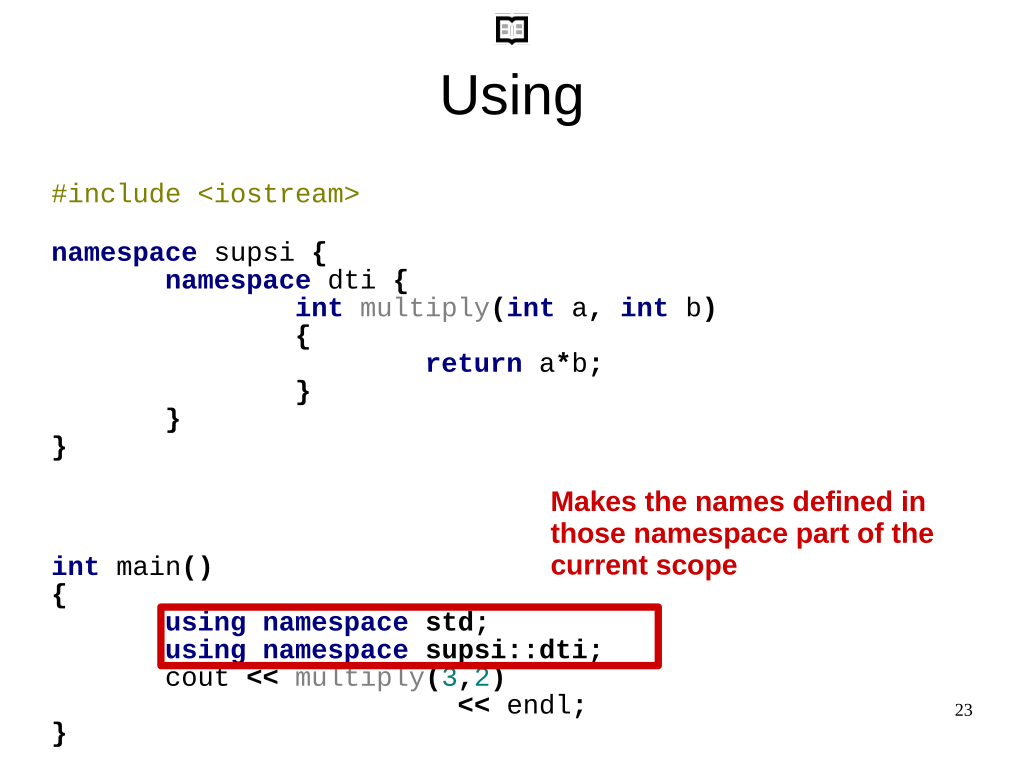 Using
#include <iostream>
namespace supsi {
namespace dti {
int multiply(int a, int b)
{
return a*b;
}
}
}
Makes the names defined in
those namespace part of the
current scope
int main()
{
using namespace std;
using namespace supsi::dti;
cout << multiply(3,2)
<< endl;
}
23